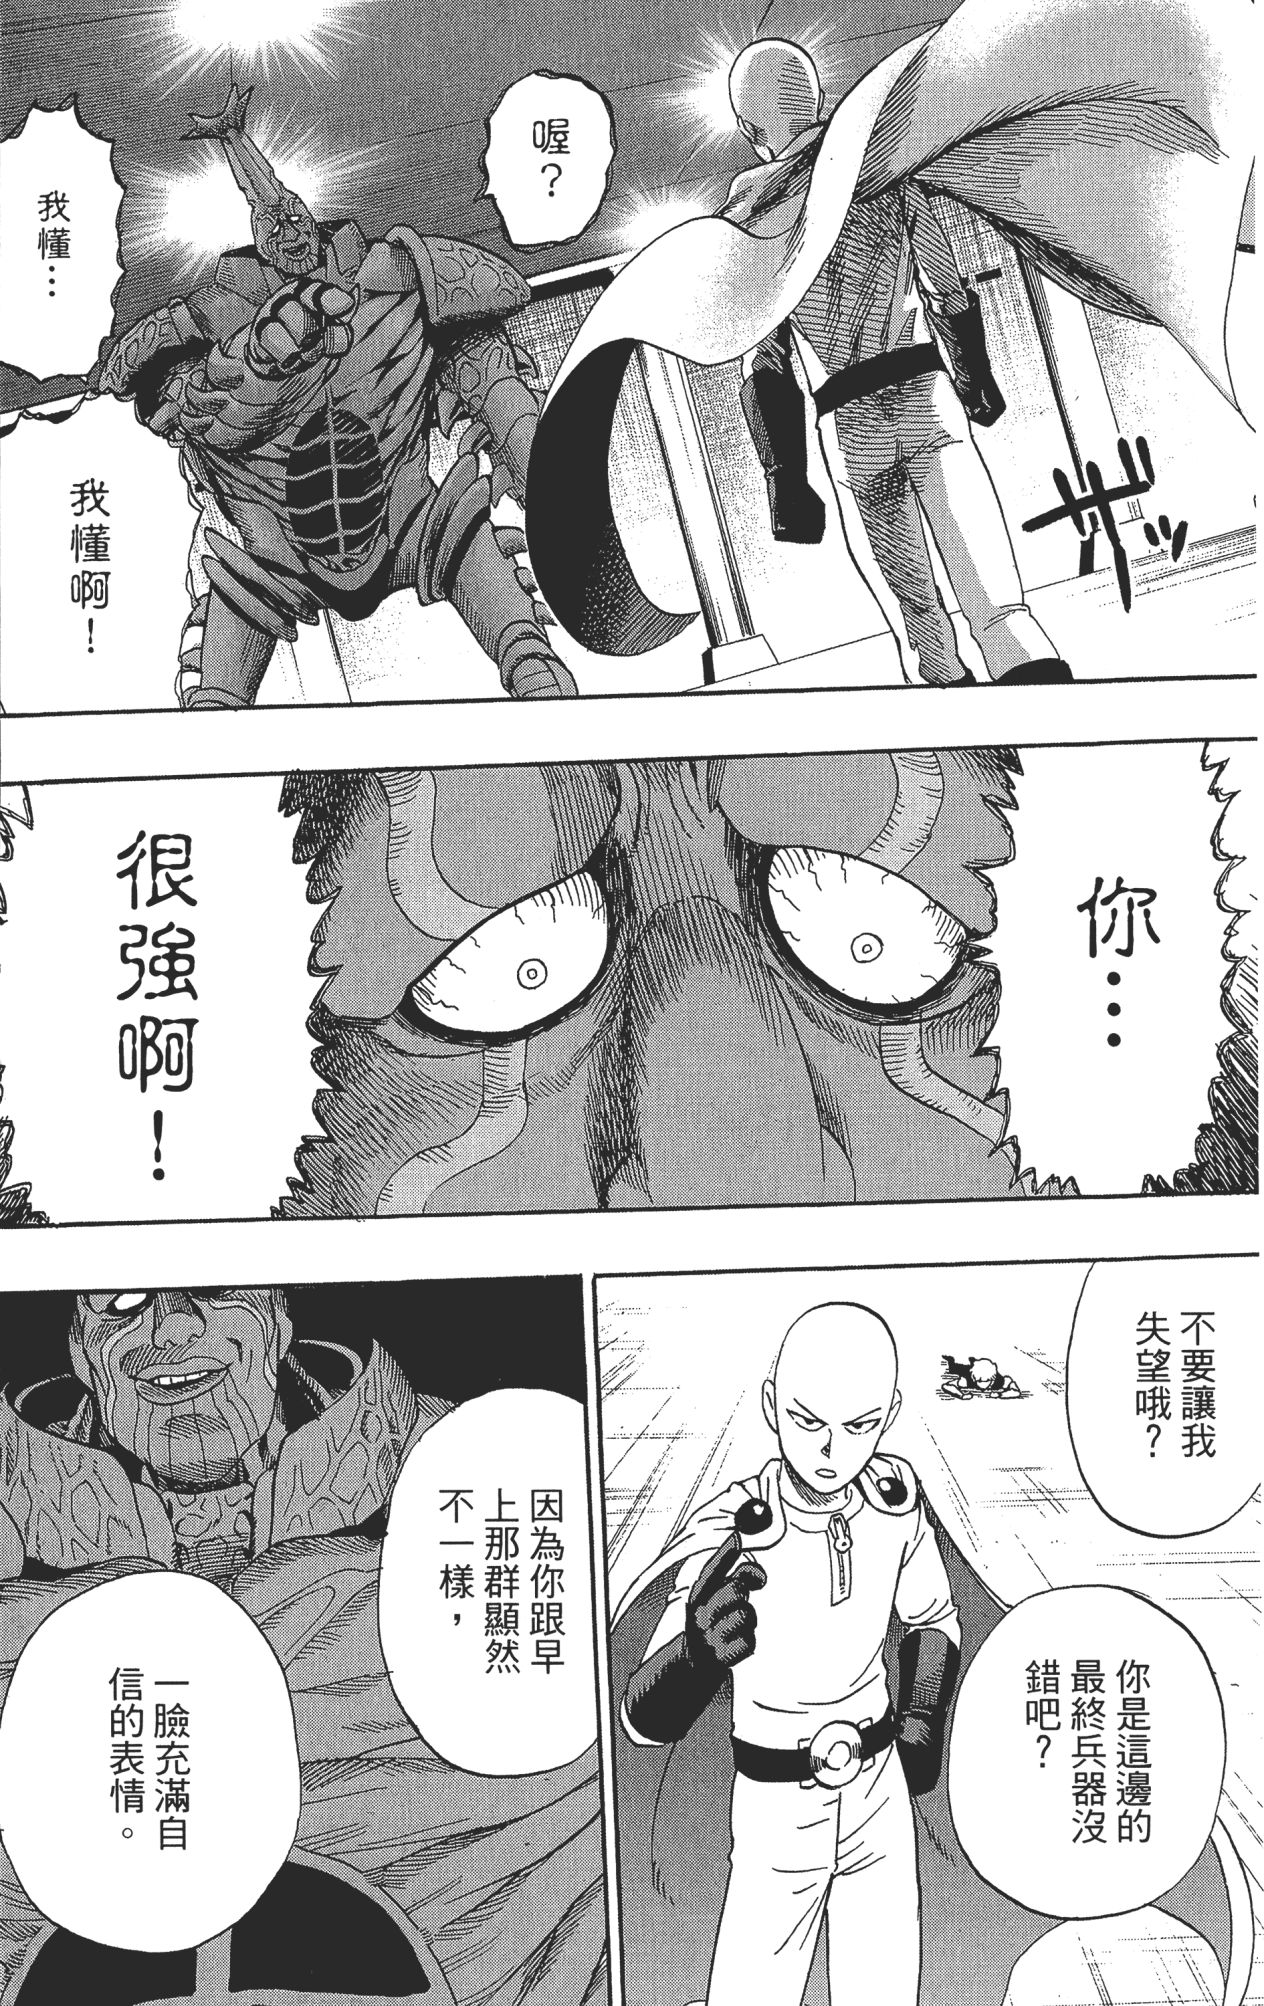 喔？
ザッ
我懂…
我懂啊！
你…
很強啊！
不要讓我
失望哦？
你是這邊的
最終兵器沒
錯吧？
因為你跟早
上那群顯然
不一樣，
一臉充滿自
信的表情。